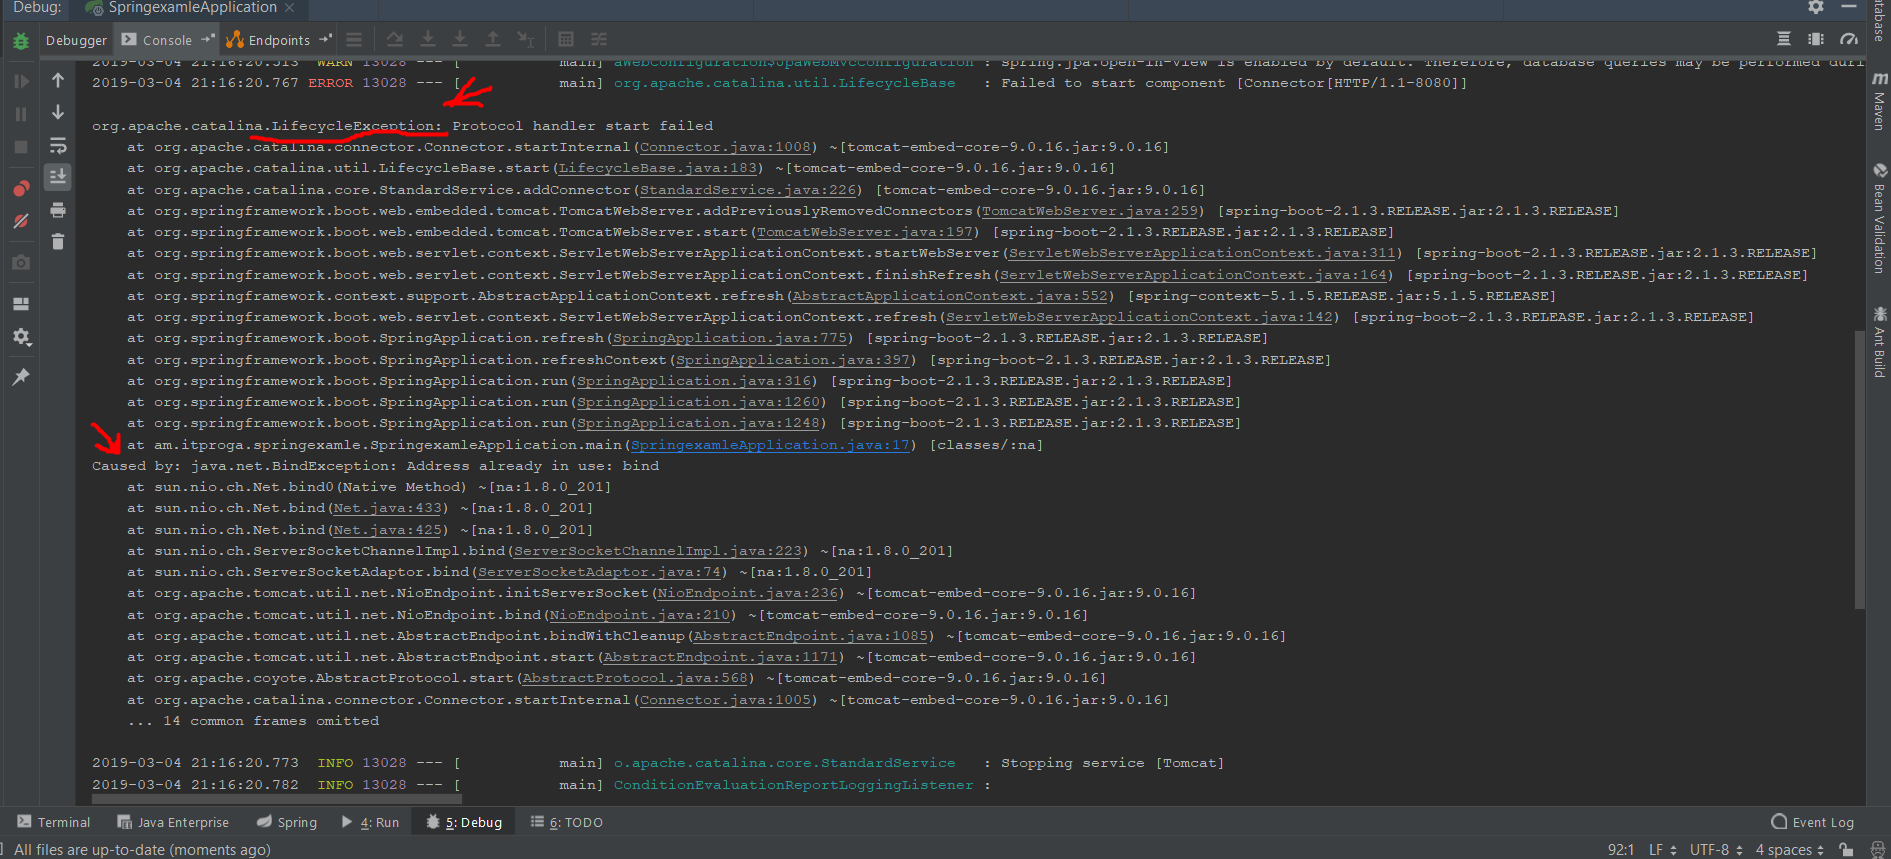 Debug: SpringexamleApplication
Debugger Console Endpoints
2019-03-04 21:16:20.513  WARN 13028 --- [           main] aWebConfiguration$JpaWebMvcConfiguration : spring.jpa.open-in-view is enabled by default. Therefore, database queries may be performed duri
2019-03-04 21:16:20.767 ERROR 13028 --- [           main] org.apache.catalina.util.LifecycleBase   : Failed to start component [Connector[HTTP/1.1-8080]]
org.apache.catalina.LifecycleException: Protocol handler start failed
at org.apache.catalina.connector.Connector.startInternal(Connector.java:1008) ~[tomcat-embed-core-9.0.16.jar:9.0.16]
at org.apache.catalina.util.LifecycleBase.start(LifecycleBase.java:183) ~[tomcat-embed-core-9.0.16.jar:9.0.16]
at org.apache.catalina.core.StandardService.addConnector(StandardService.java:226) [tomcat-embed-core-9.0.16.jar:9.0.16]
at org.springframework.boot.web.embedded.tomcat.TomcatWebServer.addPreviouslyRemovedConnectors(TomcatWebServer.java:259) [spring-boot-2.1.3.RELEASE.jar:2.1.3.RELEASE]
at org.springframework.boot.web.embedded.tomcat.TomcatWebServer.start(TomcatWebServer.java:197) [spring-boot-2.1.3.RELEASE.jar:2.1.3.RELEASE]
at org.springframework.boot.web.servlet.context.ServletWebServerApplicationContext.startWebServer(ServletWebServerApplicationContext.java:311) [spring-boot-2.1.3.RELEASE.jar:2.1.3.RELEASE]
at org.springframework.boot.web.servlet.context.ServletWebServerApplicationContext.finishRefresh(ServletWebServerApplicationContext.java:164) [spring-boot-2.1.3.RELEASE.jar:2.1.3.RELEASE]
at org.springframework.context.support.AbstractApplicationContext.refresh(AbstractApplicationContext.java:552) [spring-context-5.1.5.RELEASE.jar:5.1.5.RELEASE]
at org.springframework.boot.web.servlet.context.ServletWebServerApplicationContext.refresh(ServletWebServerApplicationContext.java:142) [spring-boot-2.1.3.RELEASE.jar:2.1.3.RELEASE]
at org.springframework.boot.SpringApplication.refresh(SpringApplication.java:775) [spring-boot-2.1.3.RELEASE.jar:2.1.3.RELEASE]
at org.springframework.boot.SpringApplication.refreshContext(SpringApplication.java:397) [spring-boot-2.1.3.RELEASE.jar:2.1.3.RELEASE]
at org.springframework.boot.SpringApplication.run(SpringApplication.java:316) [spring-boot-2.1.3.RELEASE.jar:2.1.3.RELEASE]
at org.springframework.boot.SpringApplication.run(SpringApplication.java:1260) [spring-boot-2.1.3.RELEASE.jar:2.1.3.RELEASE]
at org.springframework.boot.SpringApplication.run(SpringApplication.java:1248) [spring-boot-2.1.3.RELEASE.jar:2.1.3.RELEASE]
at am.itproga.springexamle.SpringexamleApplication.main(SpringexamleApplication.java:17) [classes/:na]
Caused by: java.net.BindException: Address already in use: bind
at sun.nio.ch.Net.bind0(Native Method) ~[na:1.8.0_201]
at sun.nio.ch.Net.bind(Net.java:433) ~[na:1.8.0_201]
at sun.nio.ch.Net.bind(Net.java:425) ~[na:1.8.0_201]
at sun.nio.ch.ServerSocketChannelImpl.bind(ServerSocketChannelImpl.java:223) ~[na:1.8.0_201]
at sun.nio.ch.ServerSocketAdaptor.bind(ServerSocketAdaptor.java:74) ~[na:1.8.0_201]
at org.apache.tomcat.util.net.NioEndpoint.initServerSocket(NioEndpoint.java:236) ~[tomcat-embed-core-9.0.16.jar:9.0.16]
at org.apache.tomcat.util.net.NioEndpoint.bind(NioEndpoint.java:210) ~[tomcat-embed-core-9.0.16.jar:9.0.16]
at org.apache.tomcat.util.net.AbstractEndpoint.bindWithCleanup(AbstractEndpoint.java:1085) ~[tomcat-embed-core-9.0.16.jar:9.0.16]
at org.apache.tomcat.util.net.AbstractEndpoint.start(AbstractEndpoint.java:1171) ~[tomcat-embed-core-9.0.16.jar:9.0.16]
at org.apache.coyote.AbstractProtocol.start(AbstractProtocol.java:568) ~[tomcat-embed-core-9.0.16.jar:9.0.16]
at org.apache.catalina.connector.Connector.startInternal(Connector.java:1005) ~[tomcat-embed-core-9.0.16.jar:9.0.16]
... 14 common frames omitted
2019-03-04 21:16:20.773  INFO 13028 --- [           main] o.apache.catalina.core.StandardService   : Stopping service [Tomcat]
2019-03-04 21:16:20.782  INFO 13028 --- [           main] ConditionEvaluationReportLoggingListener :
Terminal Java Enterprise Spring 4: Run 5: Debug 6: TODO Event Log
All files are up-to-date (moments ago) 92:1 LF UTF-8 4 spaces
atabase
Maven
Bean Validation
Ant Build